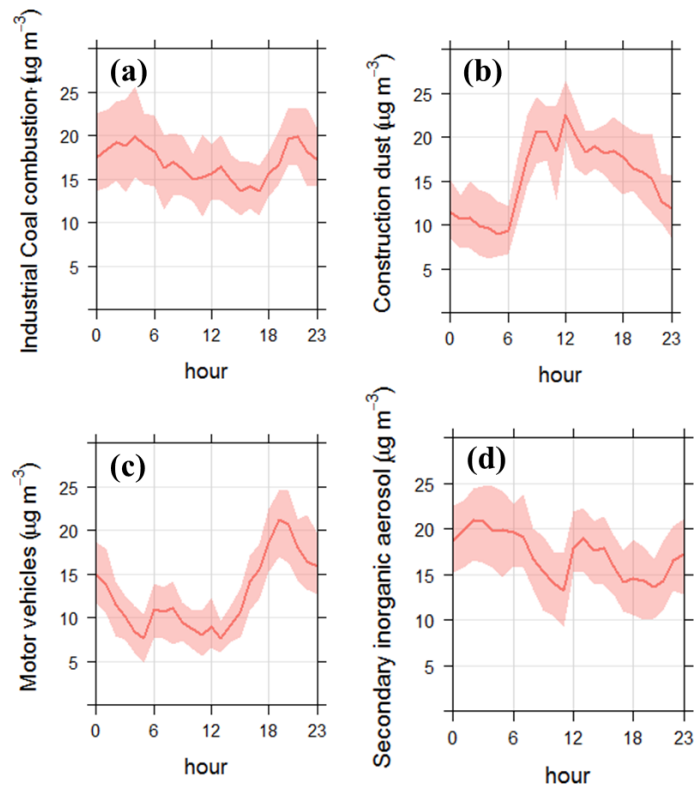 (a)
Industrial Coal combustion (μg m⁻³)
25
20
15
10
5
0 6 12 18 23
hour
(b)
Construction dust (μg m⁻³)
25
20
15
10
5
0 6 12 18 23
hour
(c)
Motor vehicles (μg m⁻³)
25
20
15
10
5
0 6 12 18 23
hour
(d)
Secondary inorganic aerosol (μg m⁻³)
25
20
15
10
5
0 6 12 18 23
hour